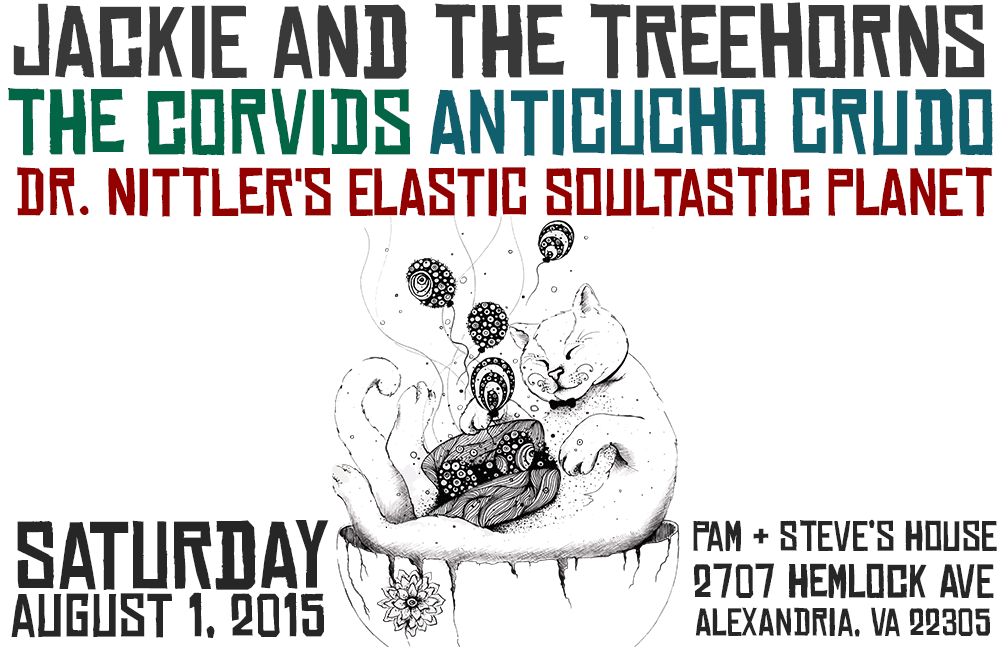 JACKIE AND THE TREEHORNS
THE CORVIDS ANTICUCHO CRUDO
DR. NITTLER'S ELASTIC SOULTASTIC PLANET
SATURDAY
AUGUST 1, 2015
PAM + STEVE'S HOUSE
2707 HEMLOCK AVE
ALEXANDRIA, VA 22305